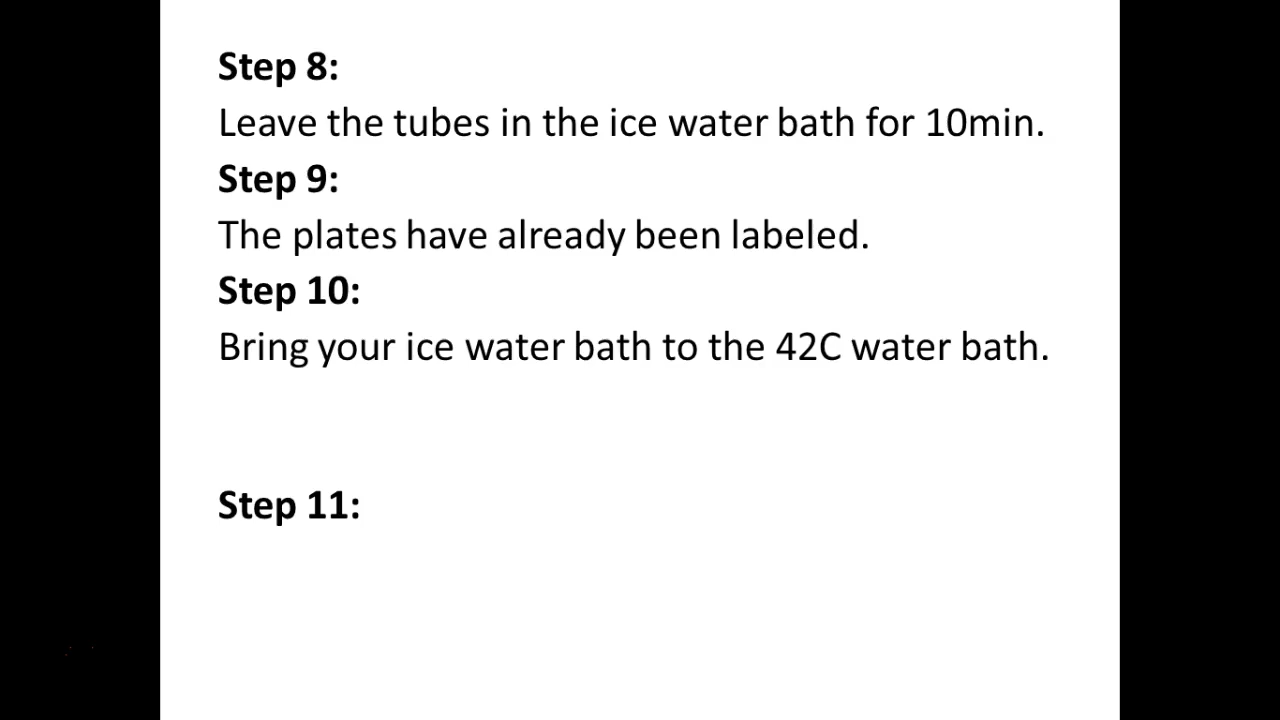 Step 8:
Leave the tubes in the ice water bath for 10min.
Step 9:
The plates have already been labeled.
Step 10:
Bring your ice water bath to the 42C water bath.
Step 11: